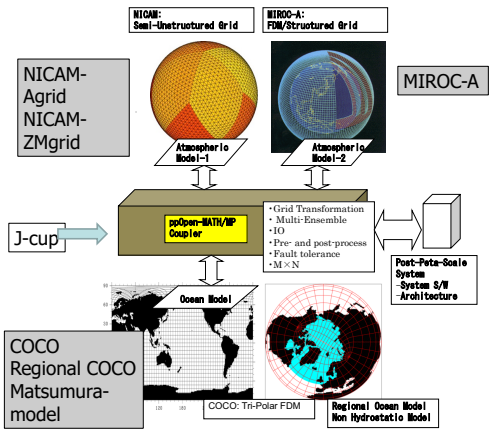 NICAM:
Semi-Unstructured Grid
MIROC-A:
FDM/Structured Grid
NICAM-
Agrid
NICAM-
ZMgrid
MIROC-A
Atmospheric
Model-1
Atmospheric
Model-2
J-cup
ppOpen-MATH/MP
Coupler
・Grid Transformation
・Multi-Ensemble
・IO
・Pre- and post-process
・Fault tolerance
・M×N
Post-Peta-Scale
System
-System S/W
-Architecture
Ocean Model
COCO
Regional COCO
Matsumura-
model
COCO: Tri-Polar FDM
Regional Ocean Model
Non Hydrostatic Model